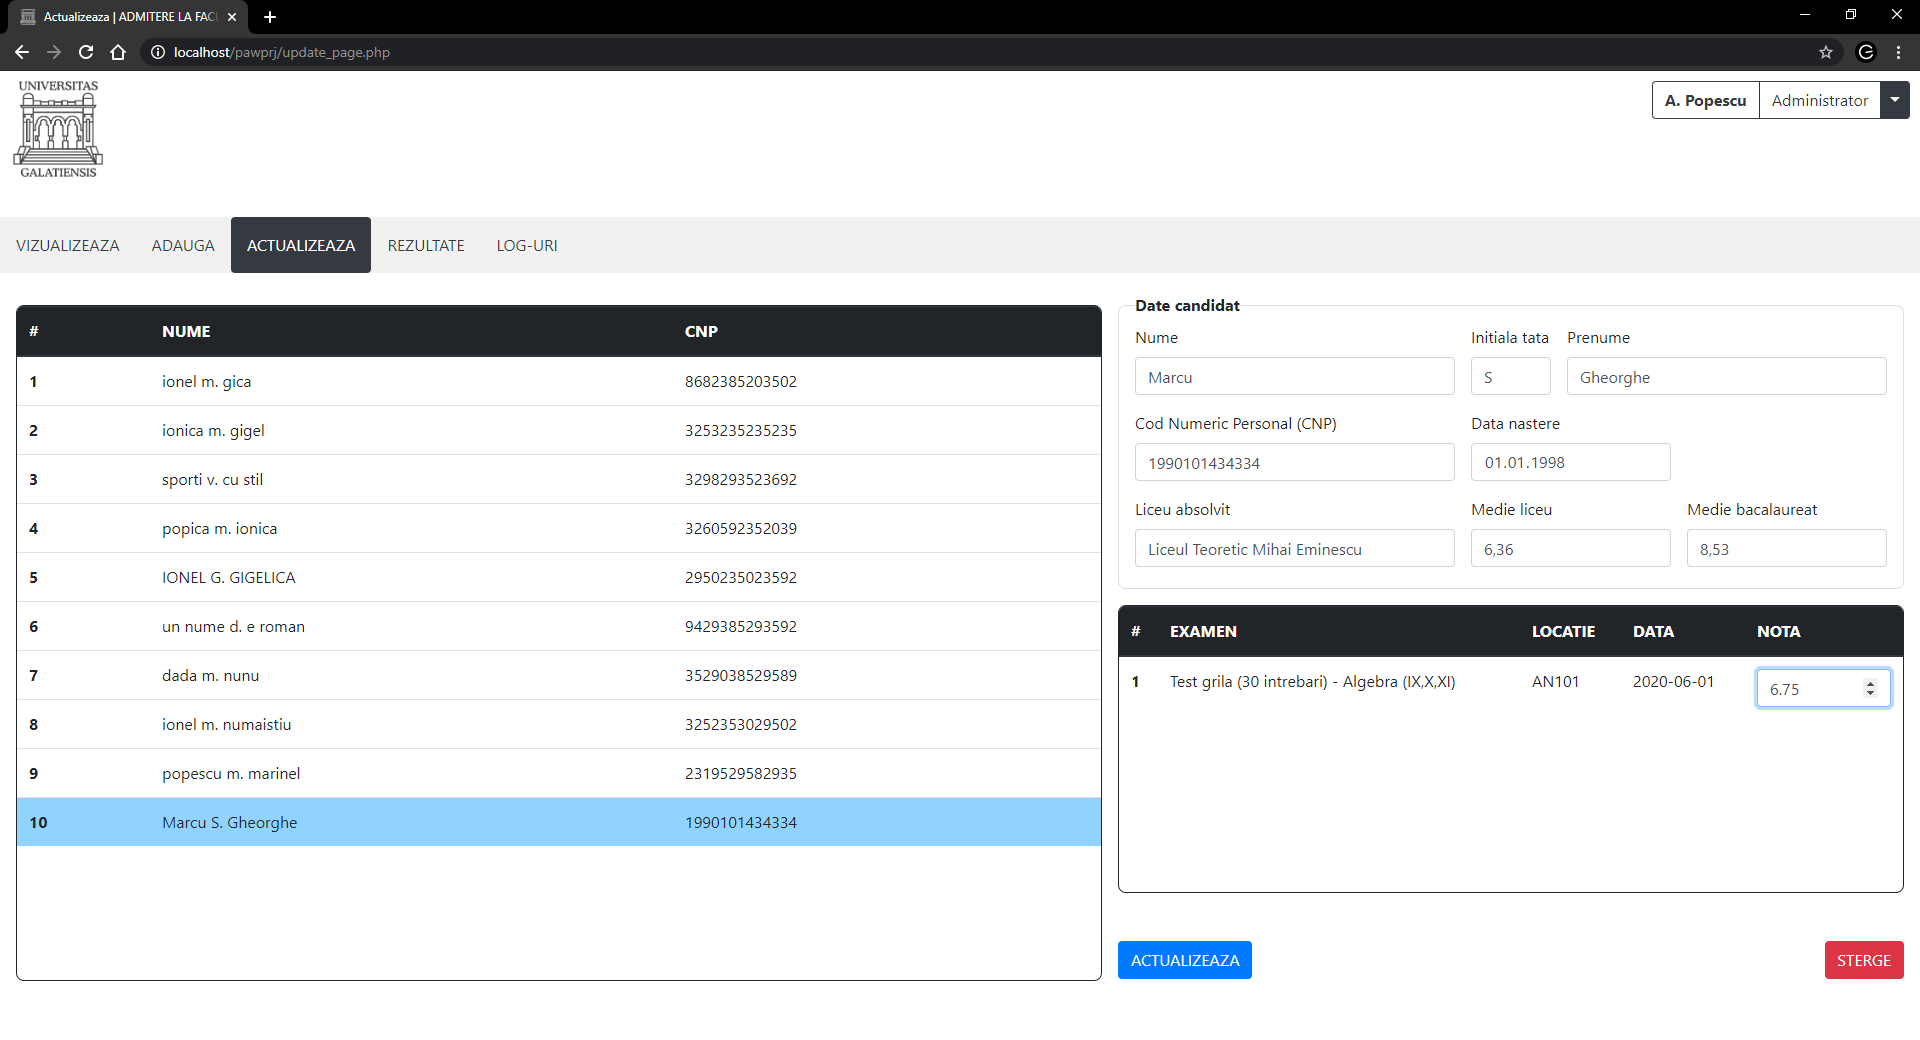 Actualizeaza | ADMITERE LA FACU
localhost/pawprj/update_page.php
UNIVERSITAS
GALATIENSIS
A. Popescu Administrator
VIZUALIZEAZA ADAUGA ACTUALIZEAZA REZULTATE LOG-URI
# NUME CNP
1 ionel m. gica 8682385203502
2 ionica m. gigel 3253235235235
3 sporti v. cu stil 3298293523692
4 popica m. ionica 3260592352039
5 IONEL G. GIGELICA 2950235023592
6 un nume d. e roman 9429385293592
7 dada m. nunu 3529038529589
8 ionel m. numaistiu 3252353029502
9 popescu m. marinel 2319529582935
10 Marcu S. Gheorghe 1990101434334
Date candidat
Nume Initiala tata Prenume
Marcu S Gheorghe
Cod Numeric Personal (CNP) Data nastere
1990101434334 01.01.1998
Liceu absolvit Medie liceu Medie bacalaureat
Liceul Teoretic Mihai Eminescu 6,36 8,53
# EXAMEN LOCATIE DATA NOTA
1 Test grila (30 intrebari) - Algebra (IX,X,XI) AN101 2020-06-01 6.75
ACTUALIZEAZA STERGE